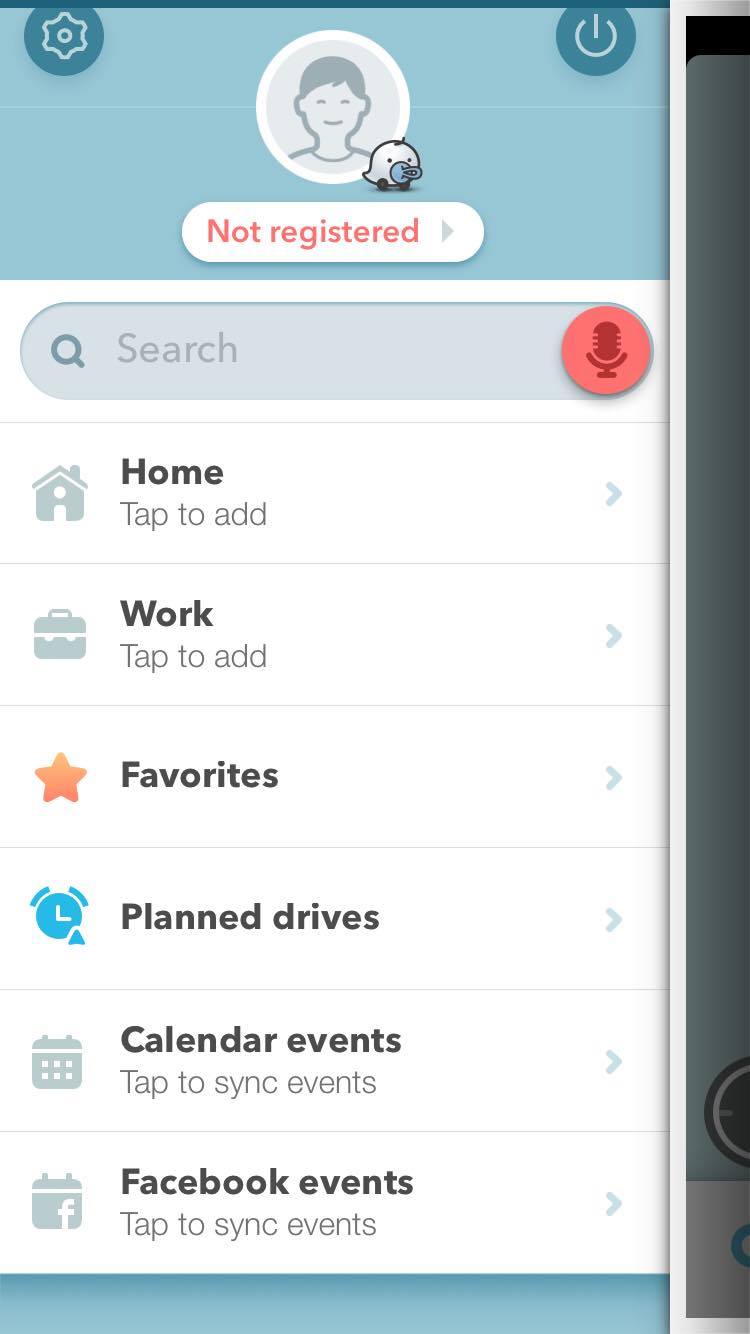 Not registered
Search
Home
Tap to add
Work
Tap to add
Favorites
Planned drives
Calendar events
Tap to sync events
Facebook events
Tap to sync events